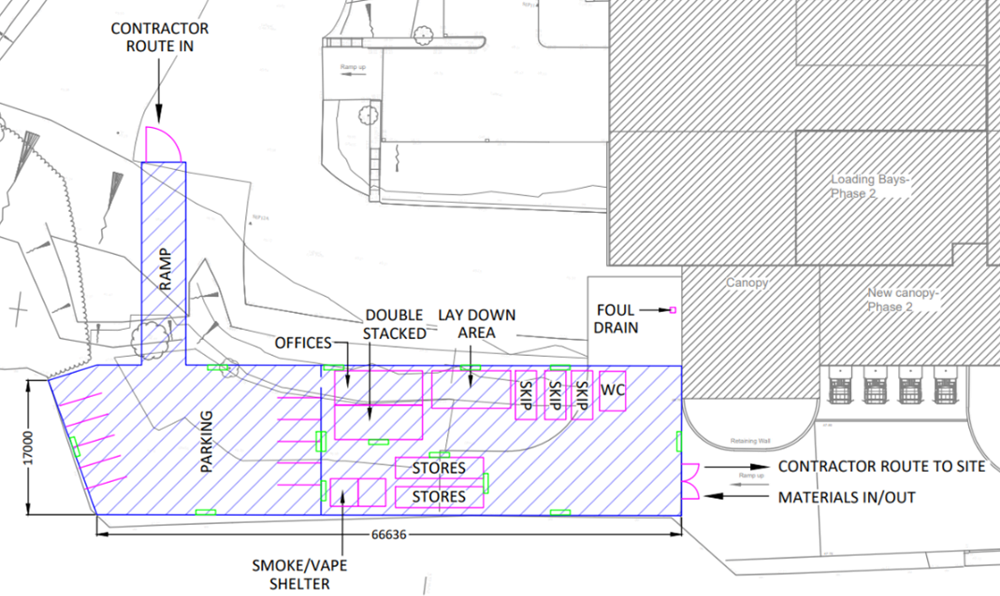 CONTRACTOR
ROUTE IN
Ramp up
Loading Bays-
Phase 2
RAMP
Canopy
New canopy-
Phase 2
DOUBLE
STACKED
LAY DOWN
AREA
FOUL
DRAIN
OFFICES
SKIP
SKIP
SKIP
WC
17000
PARKING
STORES
STORES
Retaining Wall
CONTRACTOR ROUTE TO SITE
Ramp up
MATERIALS IN/OUT
66636
SMOKE/VAPE
SHELTER